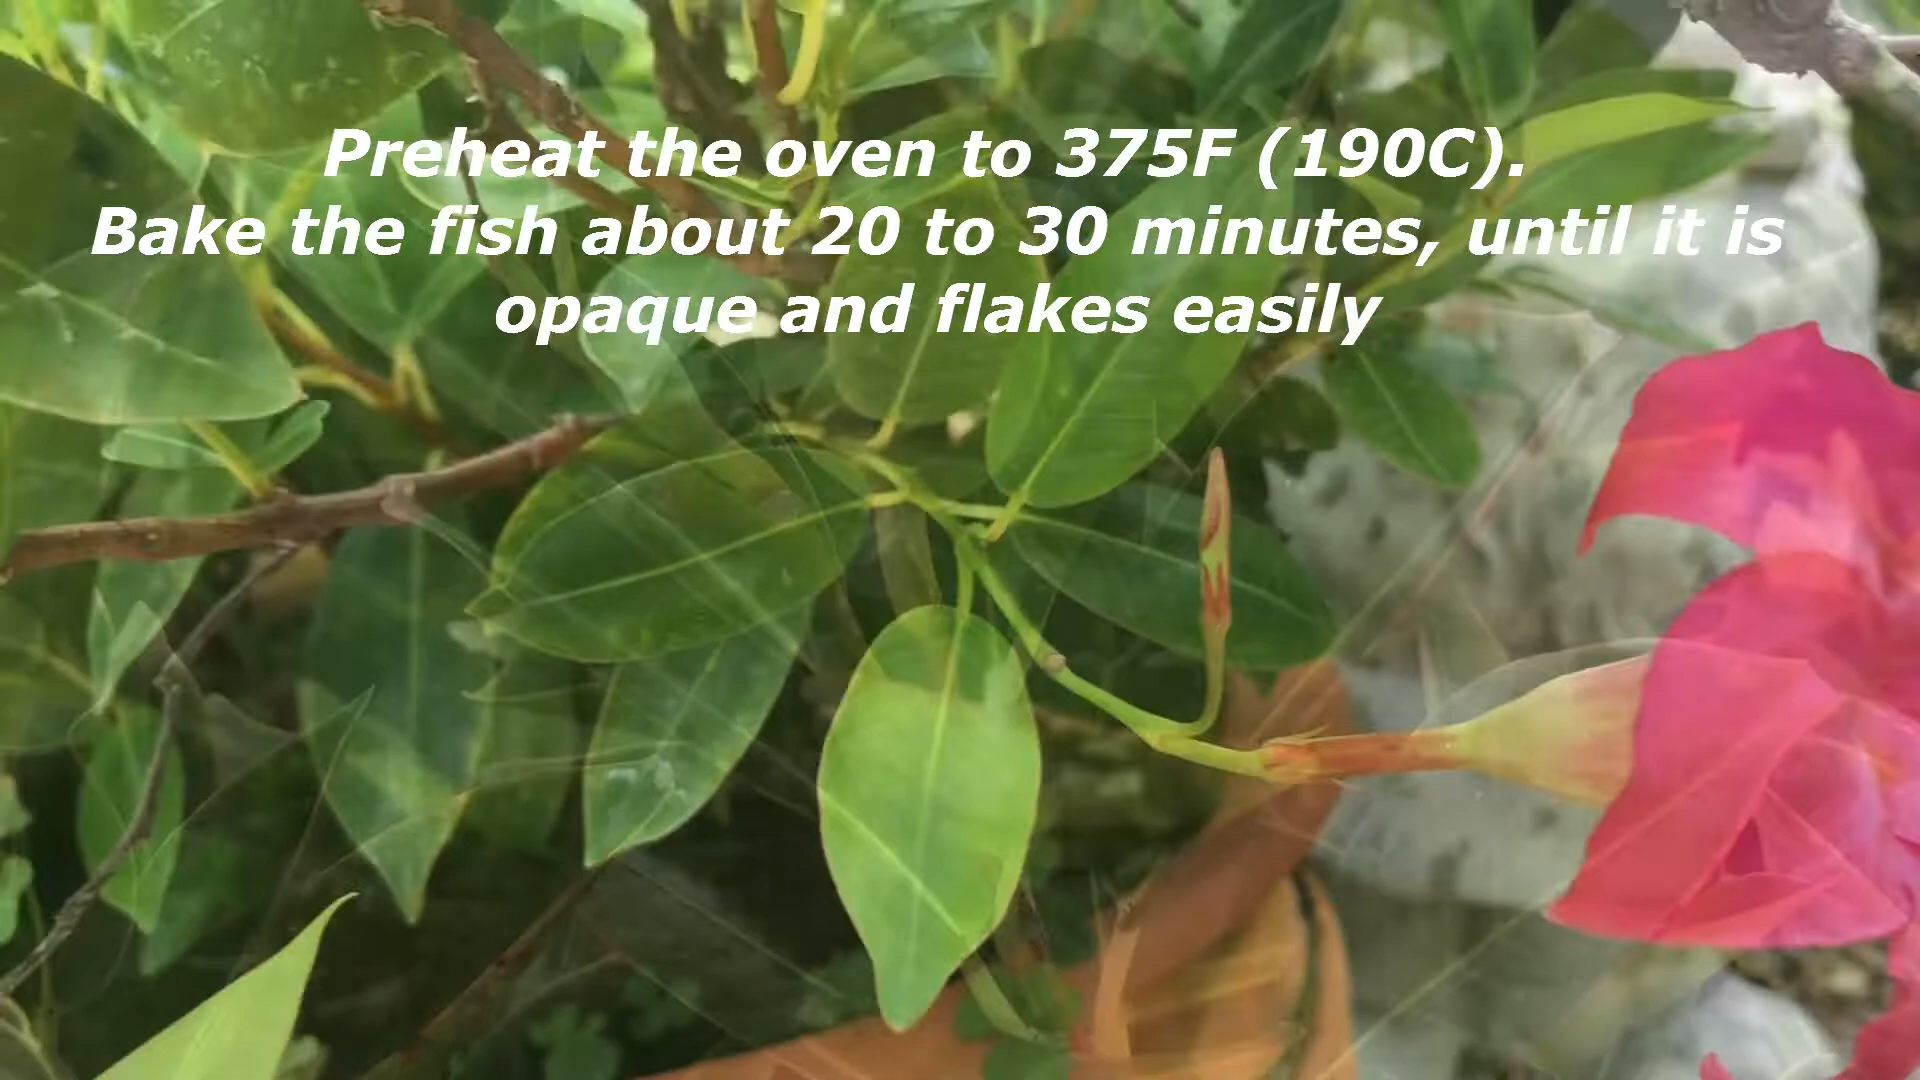 Preheat the oven to 375F (190C).
Bake the fish about 20 to 30 minutes, until it is
opaque and flakes easily